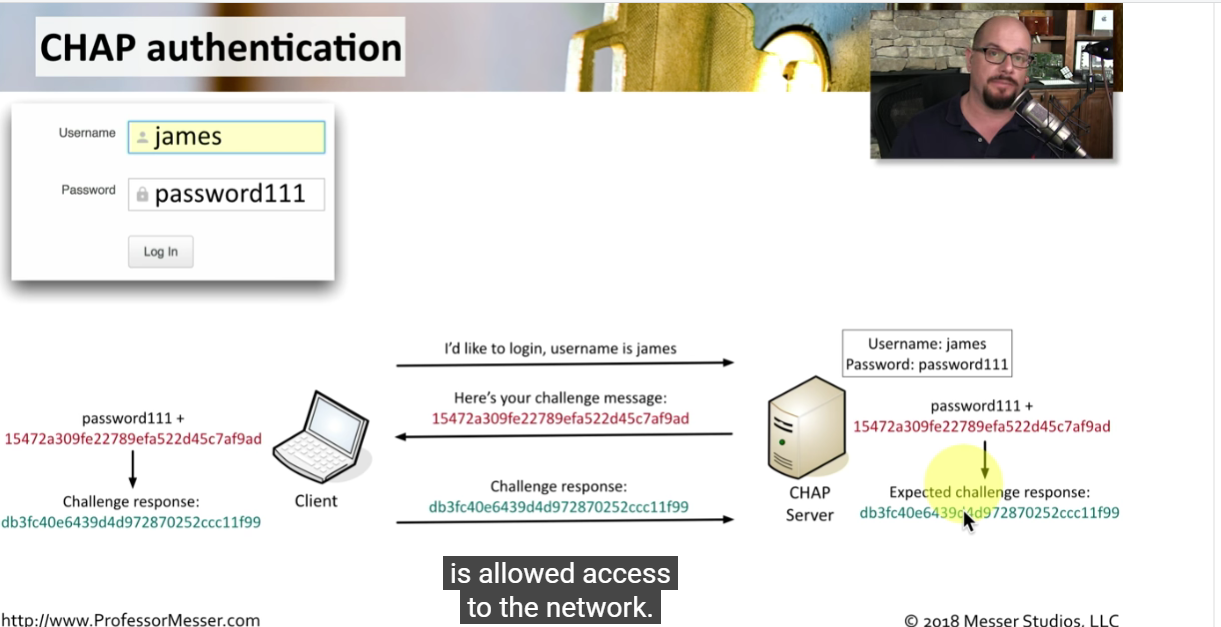 CHAP authentication
Username
james
Password
password111
Log In
I'd like to login, username is james
Username: james
Password: password111
Here's your challenge message:
15472a309fe22789efa522d45c7af9ad
password111 +
15472a309fe22789efa522d45c7af9ad
password111 +
15472a309fe22789efa522d45c7af9ad
Challenge response:
db3fc40e6439d4d972870252ccc11f99
Client
Challenge response:
db3fc40e6439d4d972870252ccc11f99
CHAP
Server
Expected challenge response:
db3fc40e6439d4d972870252ccc11f99
is allowed access
to the network.
http://www.ProfessorMesser.com
© 2018 Messer Studios, LLC